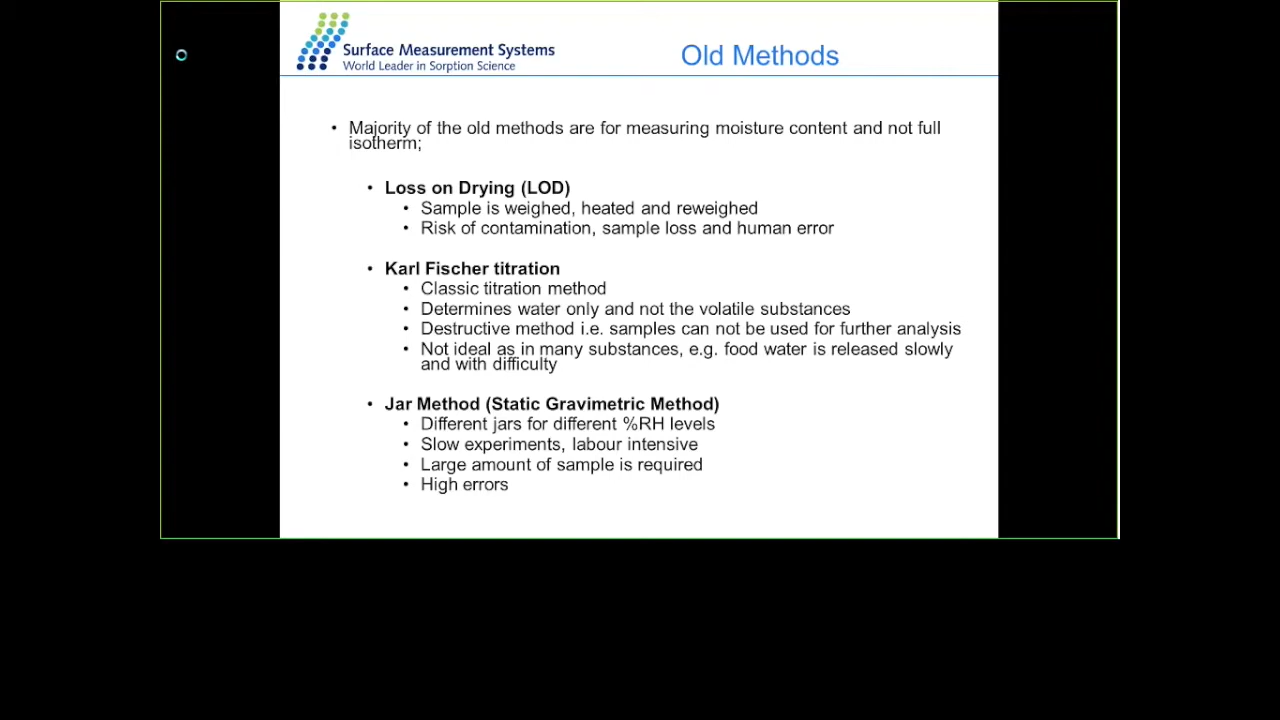 Surface Measurement Systems
World Leader in Sorption Science
Old Methods
• Majority of the old methods are for measuring moisture content and not full
isotherm;
• Loss on Drying (LOD)
• Sample is weighed, heated and reweighed
• Risk of contamination, sample loss and human error
• Karl Fischer titration
• Classic titration method
• Determines water only and not the volatile substances
• Destructive method i.e. samples can not be used for further analysis
• Not ideal as in many substances, e.g. food water is released slowly
and with difficulty
• Jar Method (Static Gravimetric Method)
• Different jars for different %RH levels
• Slow experiments, labour intensive
• Large amount of sample is required
• High errors